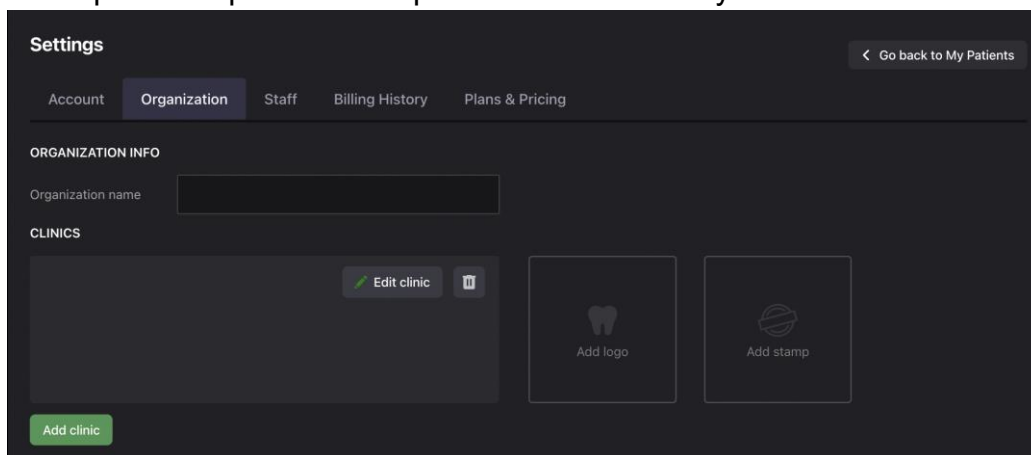 Settings
Go back to My Patients
Account Organization Staff Billing History Plans & Pricing
ORGANIZATION INFO
Organization name
CLINICS
Edit clinic
Add logo
Add stamp
Add clinic